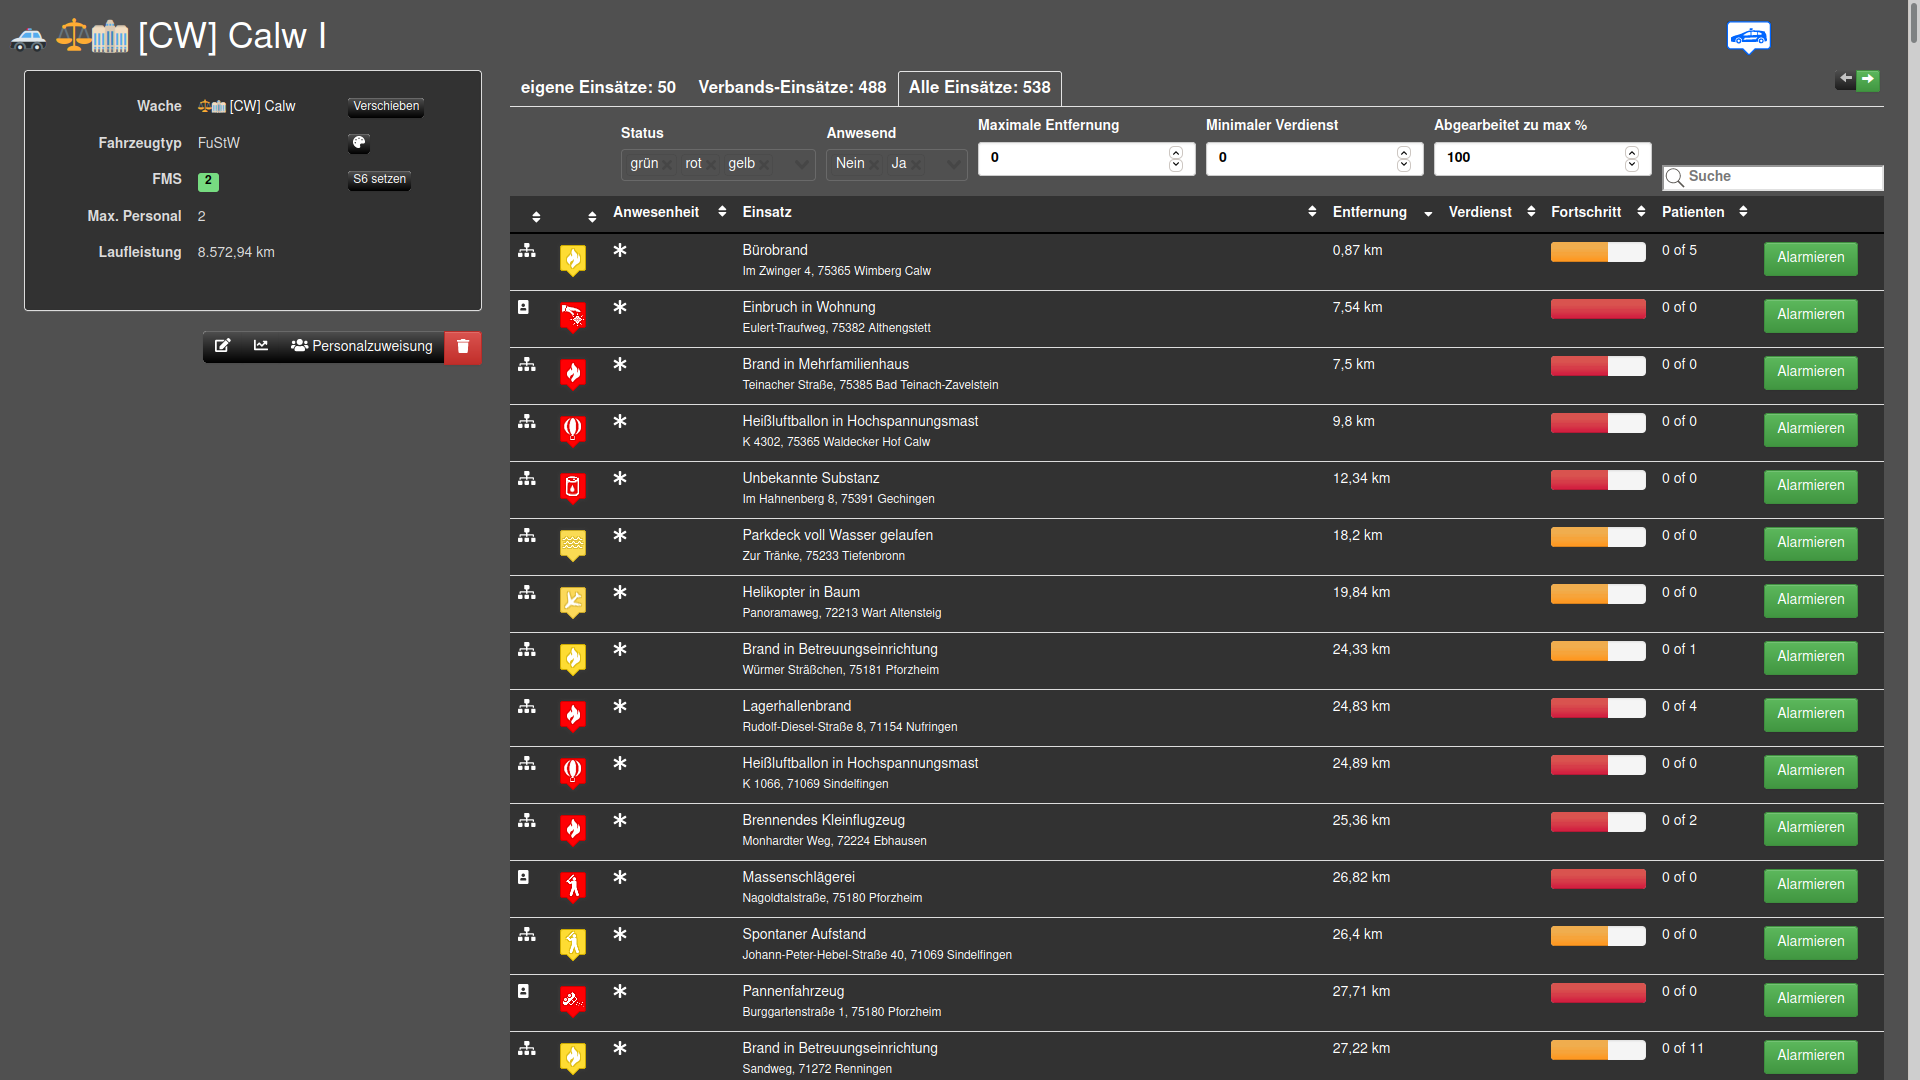 [CW] Calw I
Wache [CW] Calw Verschieben
Fahrzeugtyp FuStW
FMS 2 S6 setzen
Max. Personal 2
Laufleistung 8.572,94 km
Personalzuweisung
eigene Einsätze: 50 Verbands-Einsätze: 488 Alle Einsätze: 538
Status Anwesend Maximale Entfernung Minimaler Verdienst Abgearbeitet zu max %
grün rot gelb Nein Ja 0 0 100 Suche
Anwesenheit Einsatz Entfernung Verdienst Fortschritt Patienten
Bürobrand 0,87 km 0 of 5 Alarmieren
Im Zwinger 4, 75365 Wimberg Calw
Einbruch in Wohnung 7,54 km 0 of 0 Alarmieren
Eulert-Traufweg, 75382 Althengstett
Brand in Mehrfamilienhaus 7,5 km 0 of 0 Alarmieren
Teinacher Straße, 75385 Bad Teinach-Zavelstein
Heißluftballon in Hochspannungsmast 9,8 km 0 of 0 Alarmieren
K 4302, 75365 Waldecker Hof Calw
Unbekannte Substanz 12,34 km 0 of 0 Alarmieren
Im Hahnenberg 8, 75391 Gechingen
Parkdeck voll Wasser gelaufen 18,2 km 0 of 0 Alarmieren
Zur Tränke, 75233 Tiefenbronn
Helikopter in Baum 19,84 km 0 of 0 Alarmieren
Panoramaweg, 72213 Wart Altensteig
Brand in Betreuungseinrichtung 24,33 km 0 of 1 Alarmieren
Würmer Sträßchen, 75181 Pforzheim
Lagerhallenbrand 24,83 km 0 of 4 Alarmieren
Rudolf-Diesel-Straße 8, 71154 Nufringen
Heißluftballon in Hochspannungsmast 24,89 km 0 of 0 Alarmieren
K 1066, 71069 Sindelfingen
Brennendes Kleinflugzeug 25,36 km 0 of 2 Alarmieren
Monhardter Weg, 72224 Ebhausen
Massenschlägerei 26,82 km 0 of 0 Alarmieren
Nagoldtalstraße, 75180 Pforzheim
Spontaner Aufstand 26,4 km 0 of 0 Alarmieren
Johann-Peter-Hebel-Straße 40, 71069 Sindelfingen
Pannenfahrzeug 27,71 km 0 of 0 Alarmieren
Burggartenstraße 1, 75180 Pforzheim
Brand in Betreuungseinrichtung 27,22 km 0 of 11 Alarmieren
Sandweg, 71272 Renningen